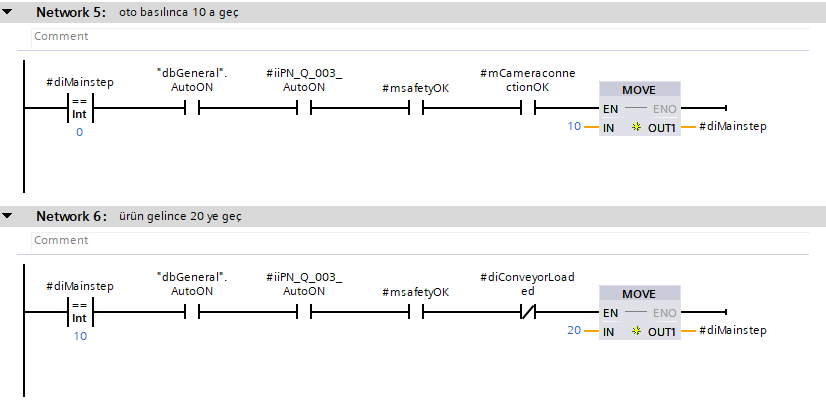 Network 5: oto basılınca 10 a geç
Comment
#diMainstep
"dbGeneral".
AutoON
#iiPN_Q_003_
AutoON
#msafetyOK
#mCameraconne
ctionOK
==
Int
0
MOVE
EN ENO
10 IN OUT1 #diMainstep
Network 6: ürün gelince 20 ye geç
Comment
#diMainstep
"dbGeneral".
AutoON
#iiPN_Q_003_
AutoON
#msafetyOK
#diConveyorLoad
ed
==
Int
10
MOVE
EN ENO
20 IN OUT1 #diMainstep